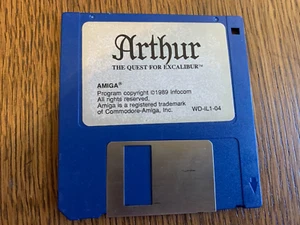 Arthur
THE QUEST FOR EXCALIBUR™
AMIGA®
Program copyright ©1989 Infocom
All rights reserved.
Amiga is a registered trademark
of Commodore-Amiga, Inc.
WD-IL1-04